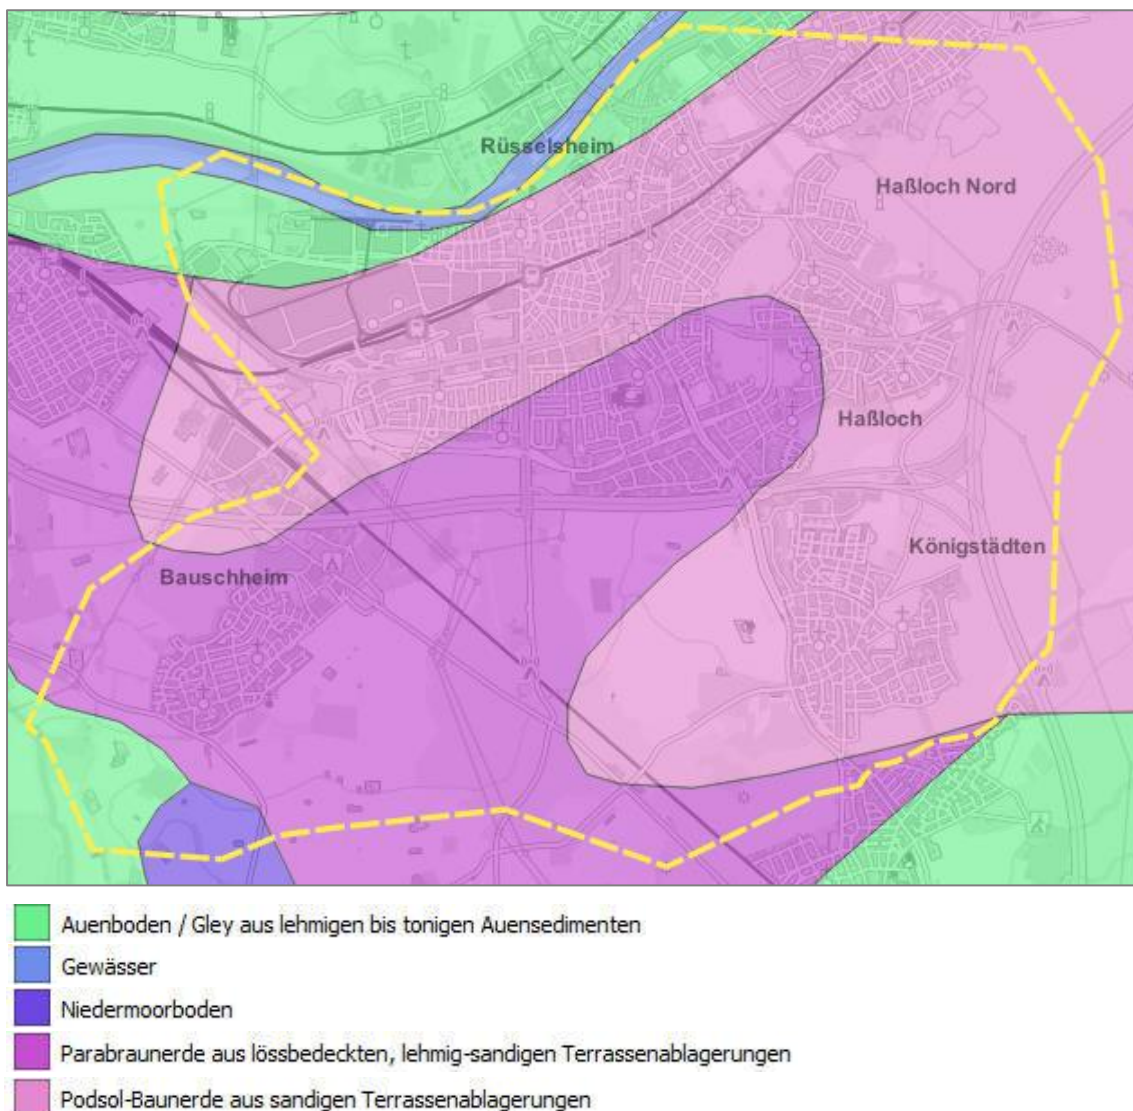 Rüsselsheim
Haßloch Nord
Haßloch
Königstädten
Bauschheim
Auenboden / Gley aus lehmigen bis tonigen Auensedimenten
Gewässer
Niedermoorboden
Parabraunerde aus lössbedeckten, lehmig-sandigen Terrassenablagerungen
Podsol-Baunerde aus sandigen Terrassenablagerungen